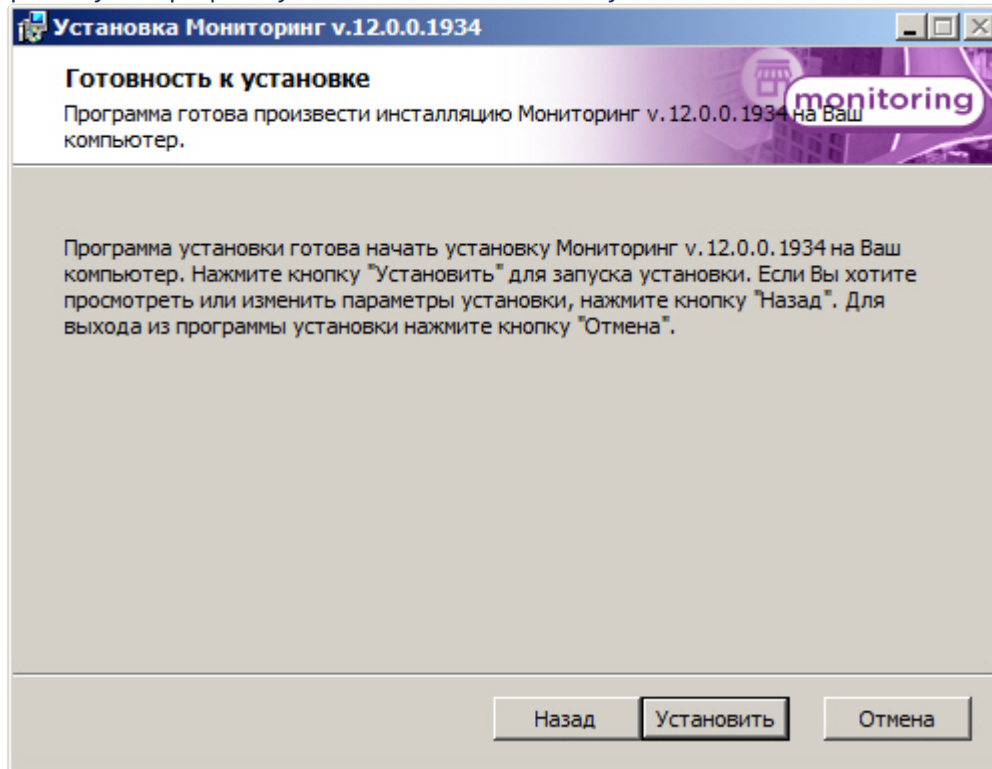 Установка Мониторинг v.12.0.0.1934
Готовность к установке
Программа готова произвести инсталляцию Мониторинг v.12.0.0.1934 на Ваш
компьютер.
monitoring
Программа установки готова начать установку Мониторинг v.12.0.0.1934 на Ваш
компьютер. Нажмите кнопку "Установить" для запуска установки. Если Вы хотите
просмотреть или изменить параметры установки, нажмите кнопку "Назад". Для
выхода из программы установки нажмите кнопку "Отмена".
Назад Установить Отмена